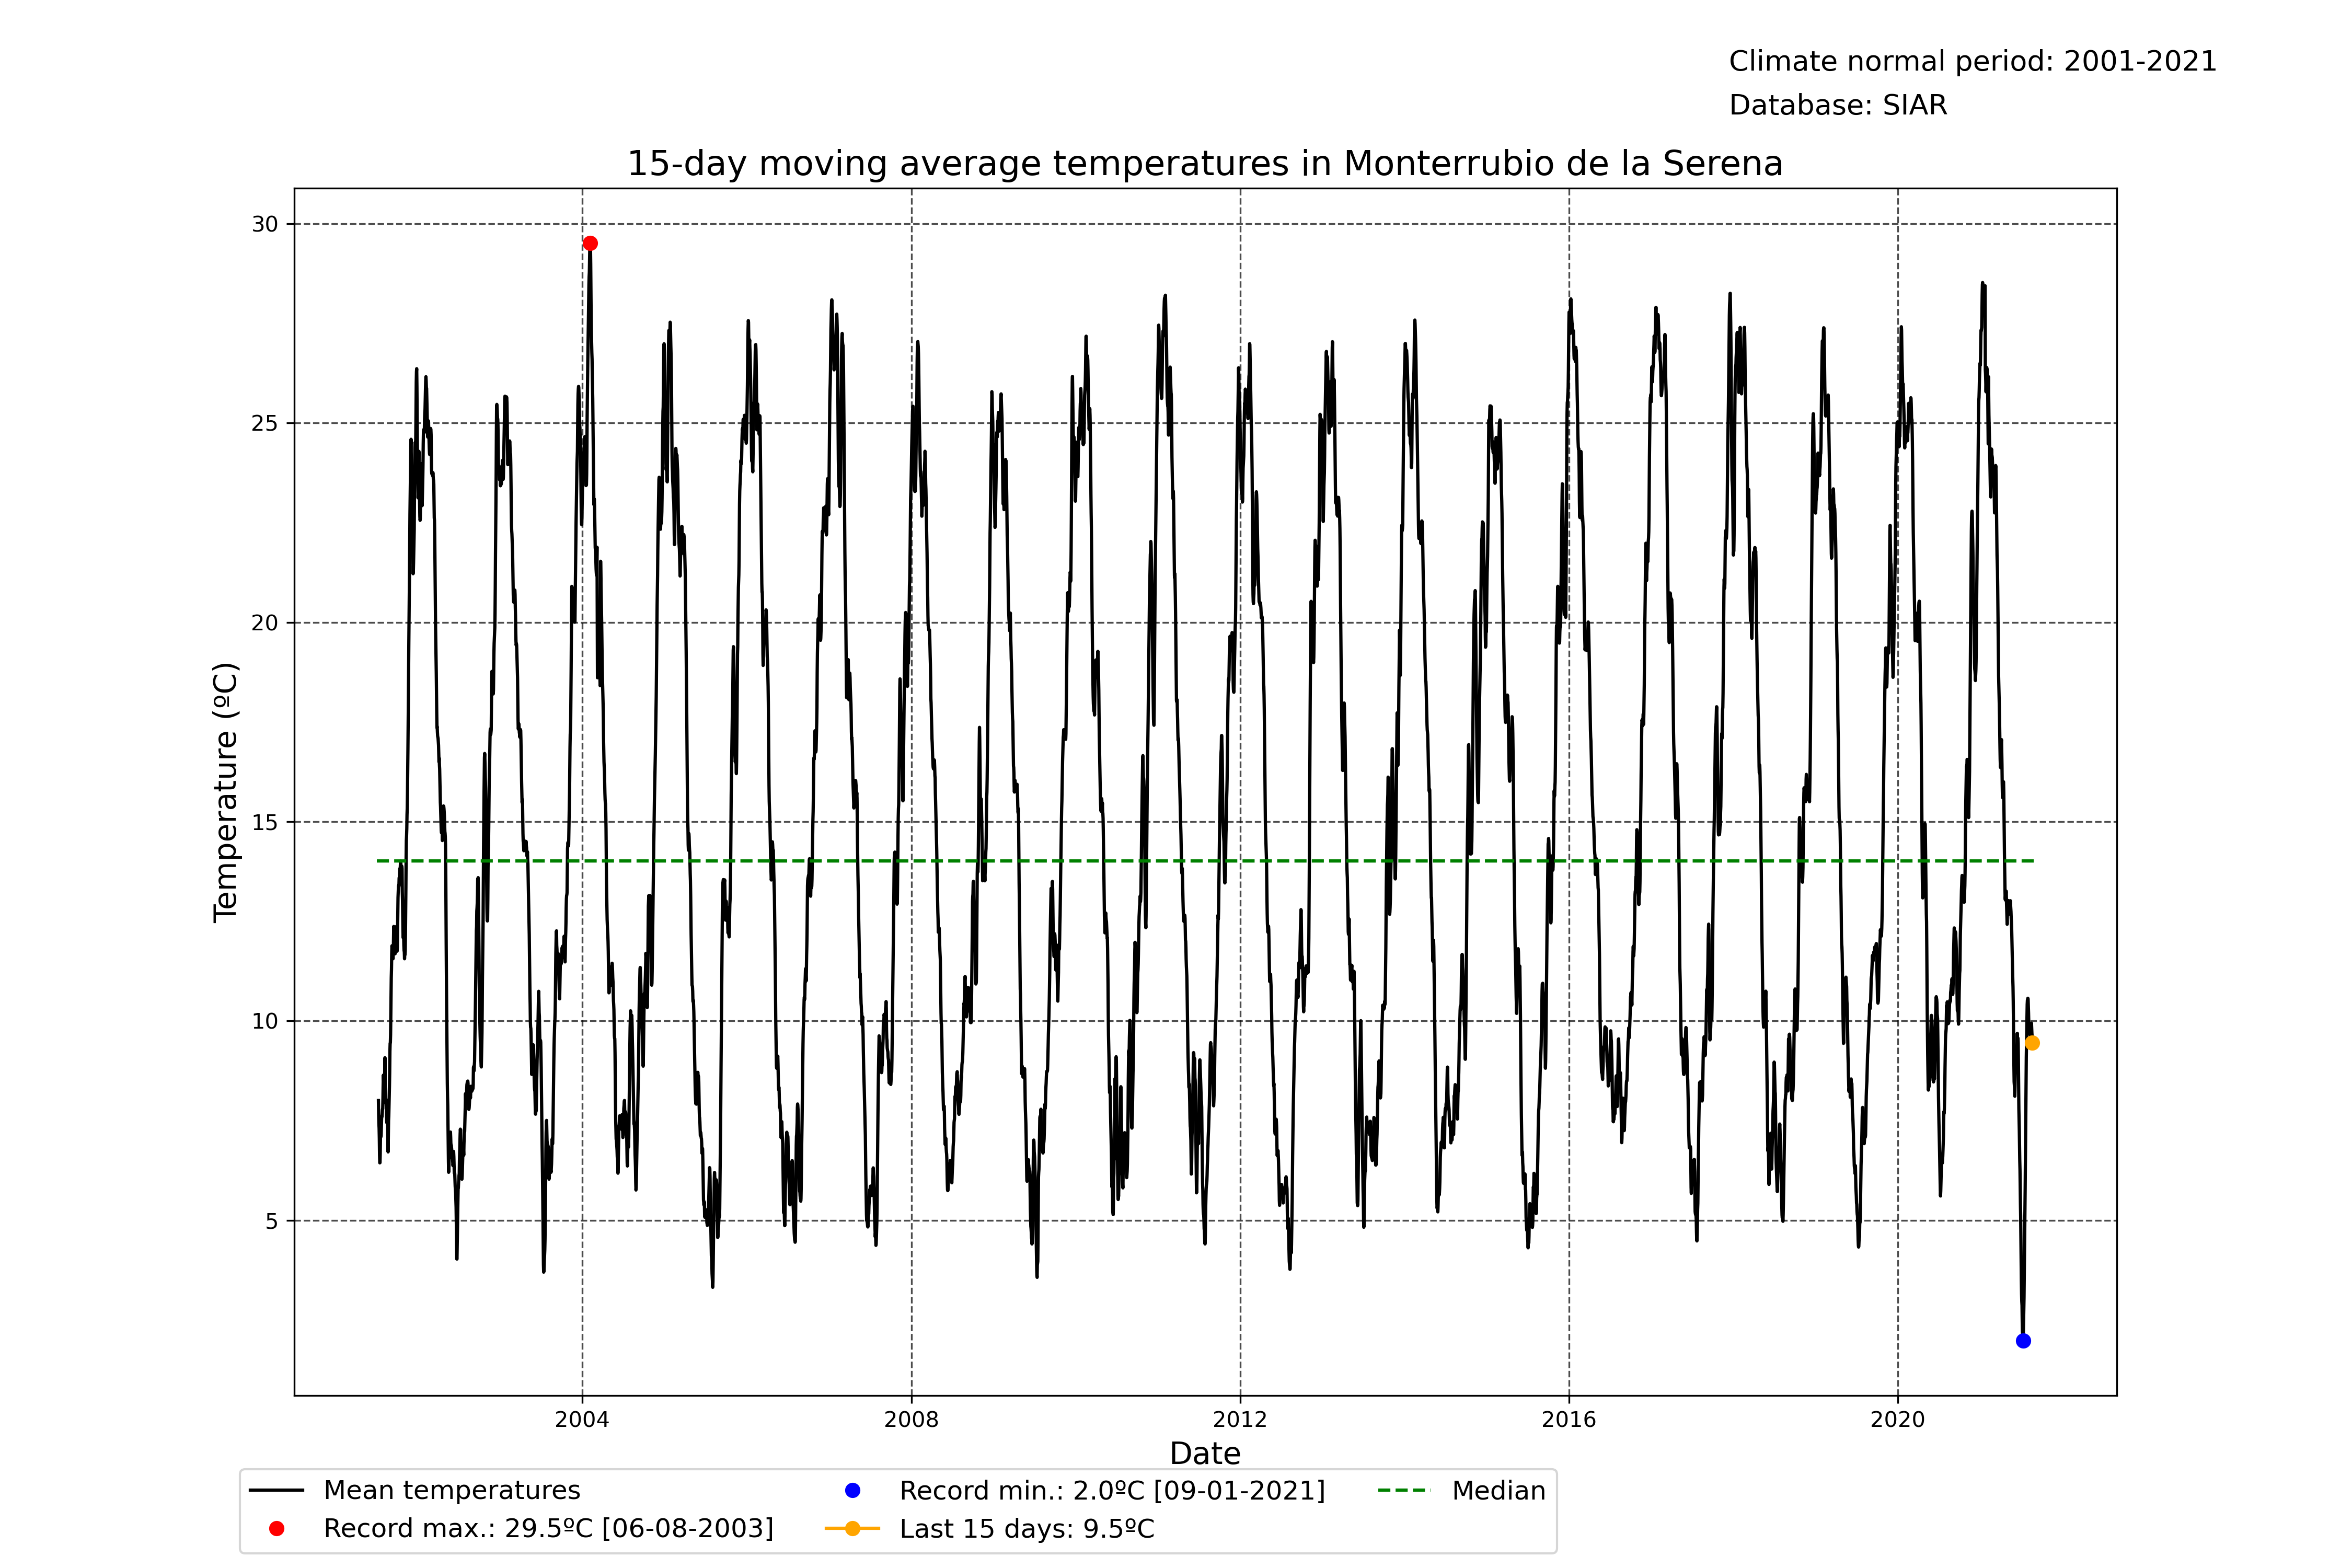 Climate normal period: 2001-2021
Database: SIAR
15-day moving average temperatures in Monterrubio de la Serena
30
25
20
15
10
5
Temperature (ºC)
2004 2008 2012 2016 2020
Date
Mean temperatures
Record max.: 29.5ºC [06-08-2003]
Record min.: 2.0ºC [09-01-2021]
Last 15 days: 9.5ºC
Median